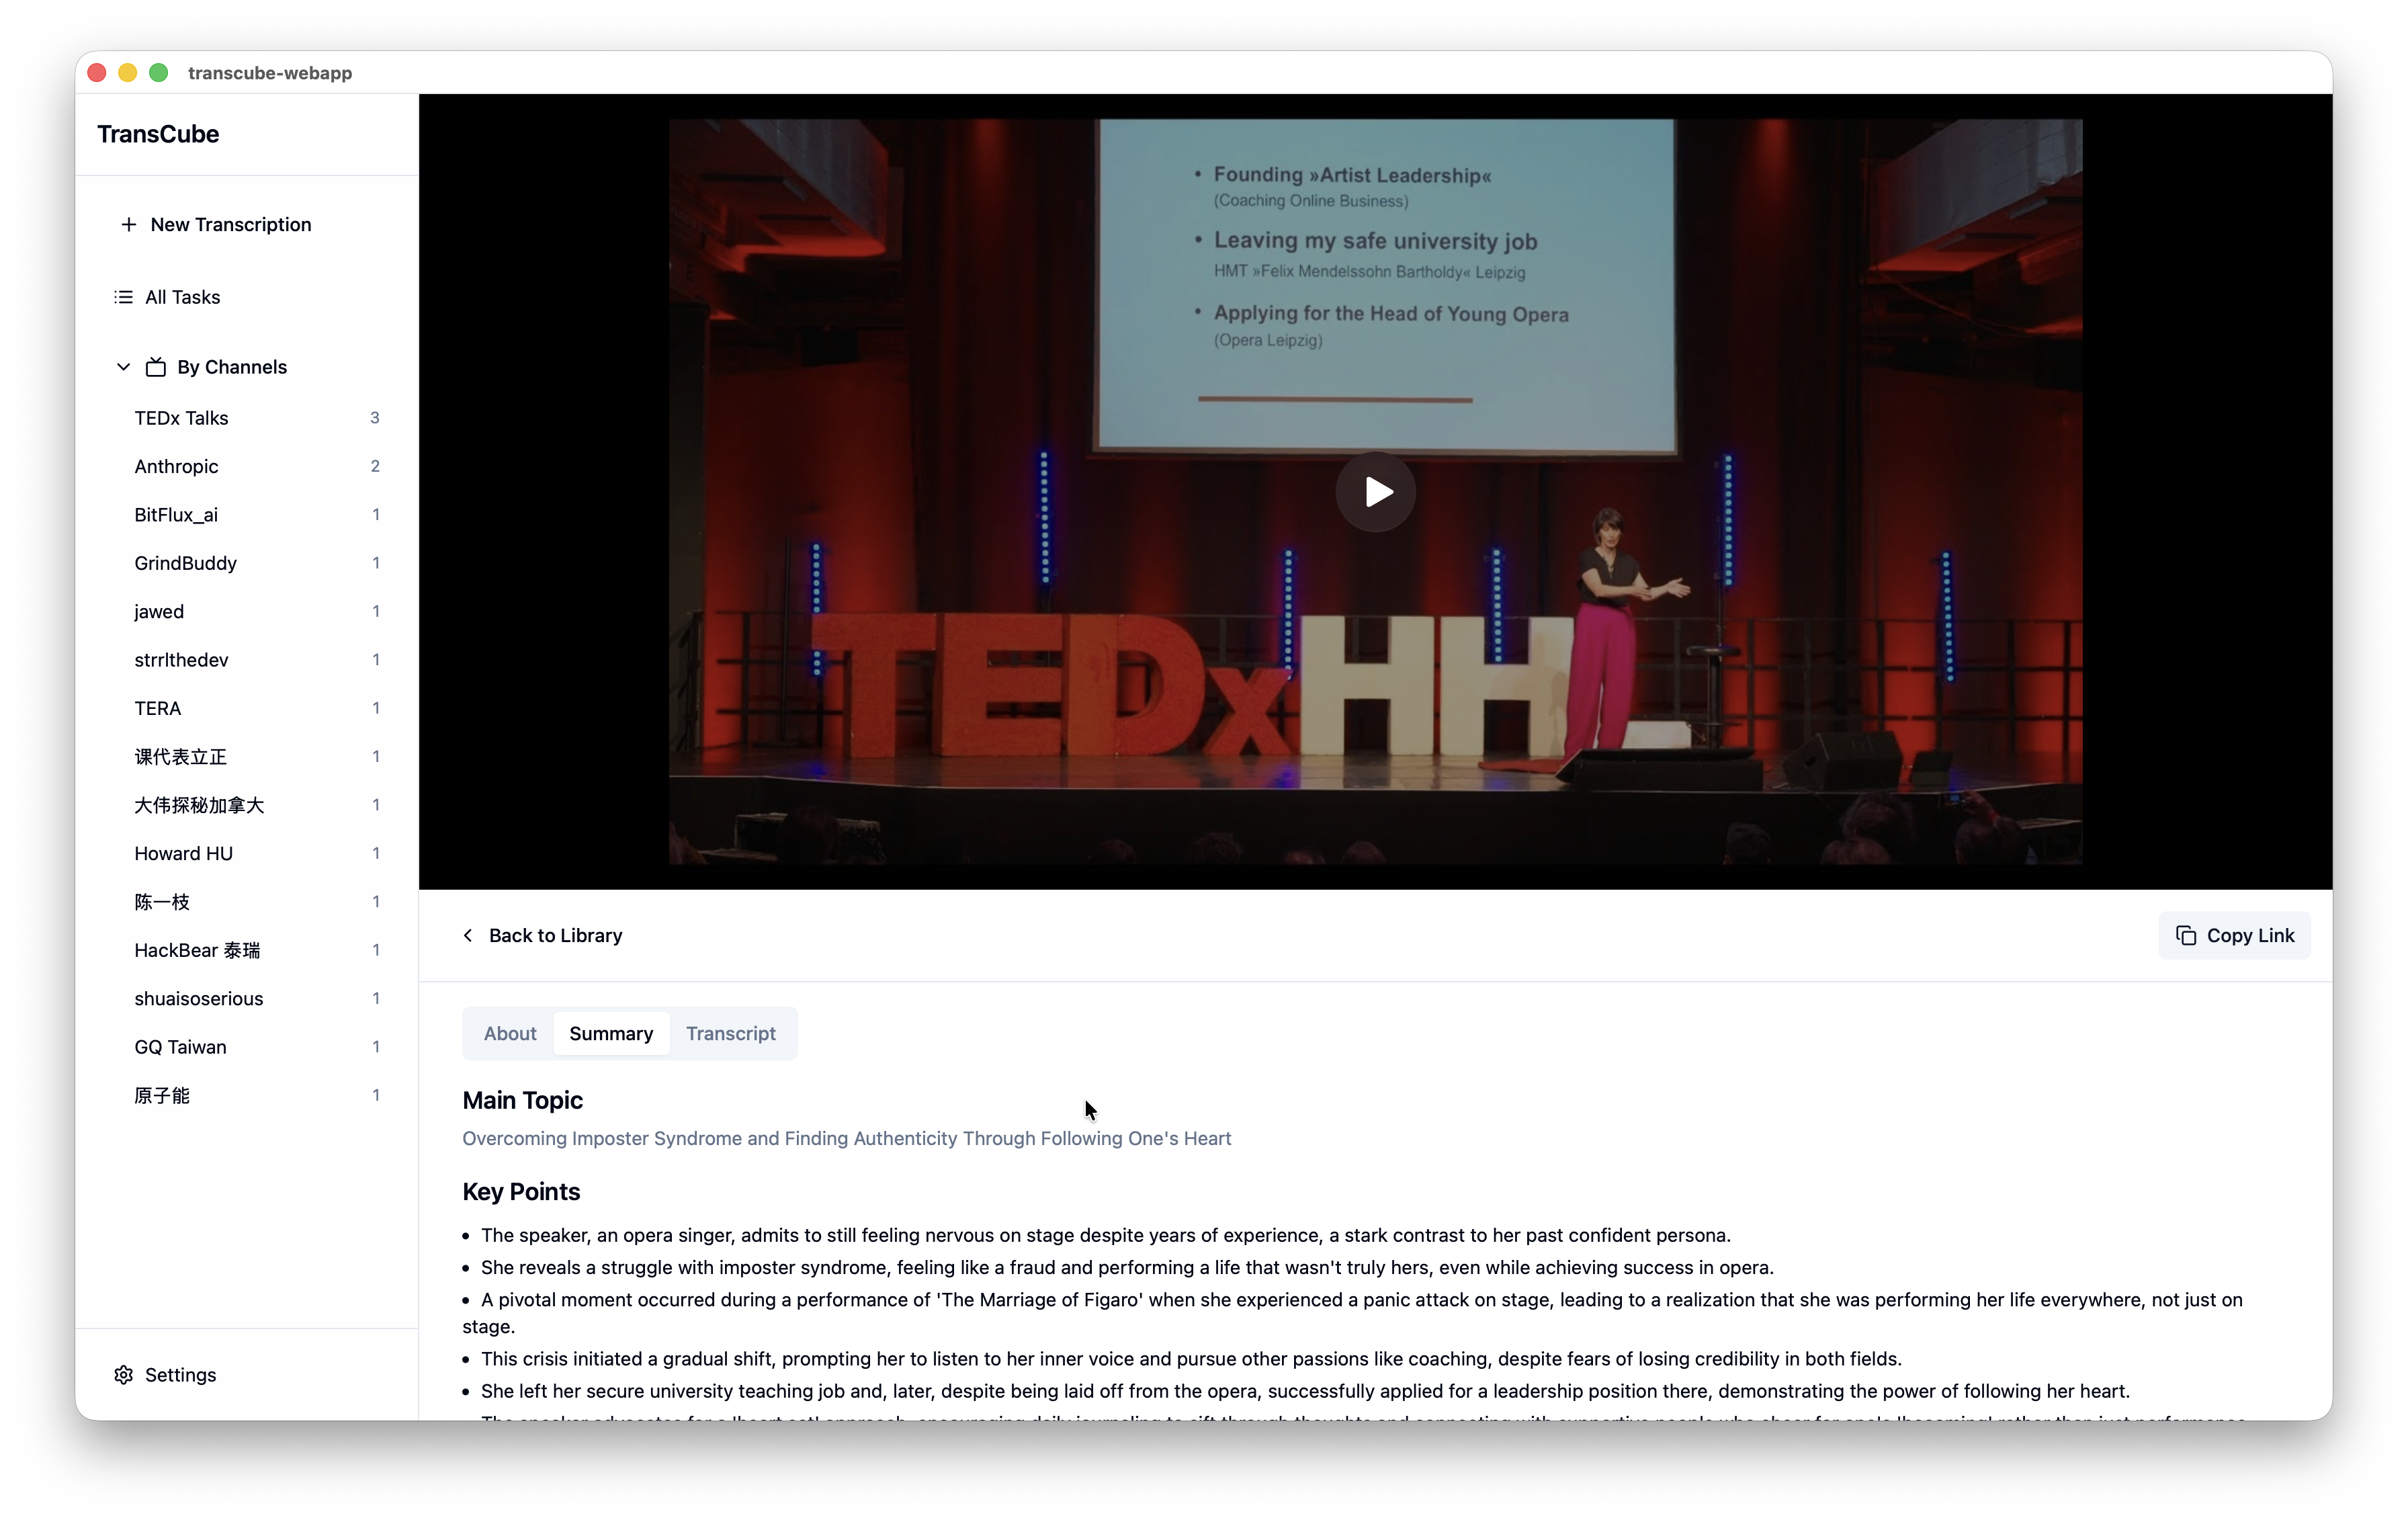 transcube-webapp
TransCube
New Transcription
All Tasks
By Channels
TEDx Talks 3
Anthropic 2
BitFlux_ai 1
GrindBuddy 1
jawed 1
strrlthedev 1
TERA 1
课代表立正 1
大伟探秘加拿大 1
Howard HU 1
陈一枝 1
HackBear 泰瑞 1
shuaisoserious 1
GQ Taiwan 1
原子能 1
Settings
• Founding »Artist Leadership«
(Coaching Online Business)
• Leaving my safe university job
HMT »Felix Mendelssohn Bartholdy« Leipzig
• Applying for the Head of Young Opera
(Opera Leipzig)
TEDxHH
Back to Library
Copy Link
About Summary Transcript
Main Topic
Overcoming Imposter Syndrome and Finding Authenticity Through Following One's Heart
Key Points
• The speaker, an opera singer, admits to still feeling nervous on stage despite years of experience, a stark contrast to her past confident persona.
• She reveals a struggle with imposter syndrome, feeling like a fraud and performing a life that wasn't truly hers, even while achieving success in opera.
• A pivotal moment occurred during a performance of 'The Marriage of Figaro' when she experienced a panic attack on stage, leading to a realization that she was performing her life everywhere, not just on
stage.
• This crisis initiated a gradual shift, prompting her to listen to her inner voice and pursue other passions like coaching, despite fears of losing credibility in both fields.
• She left her secure university teaching job and, later, despite being laid off from the opera, successfully applied for a leadership position there, demonstrating the power of following her heart.